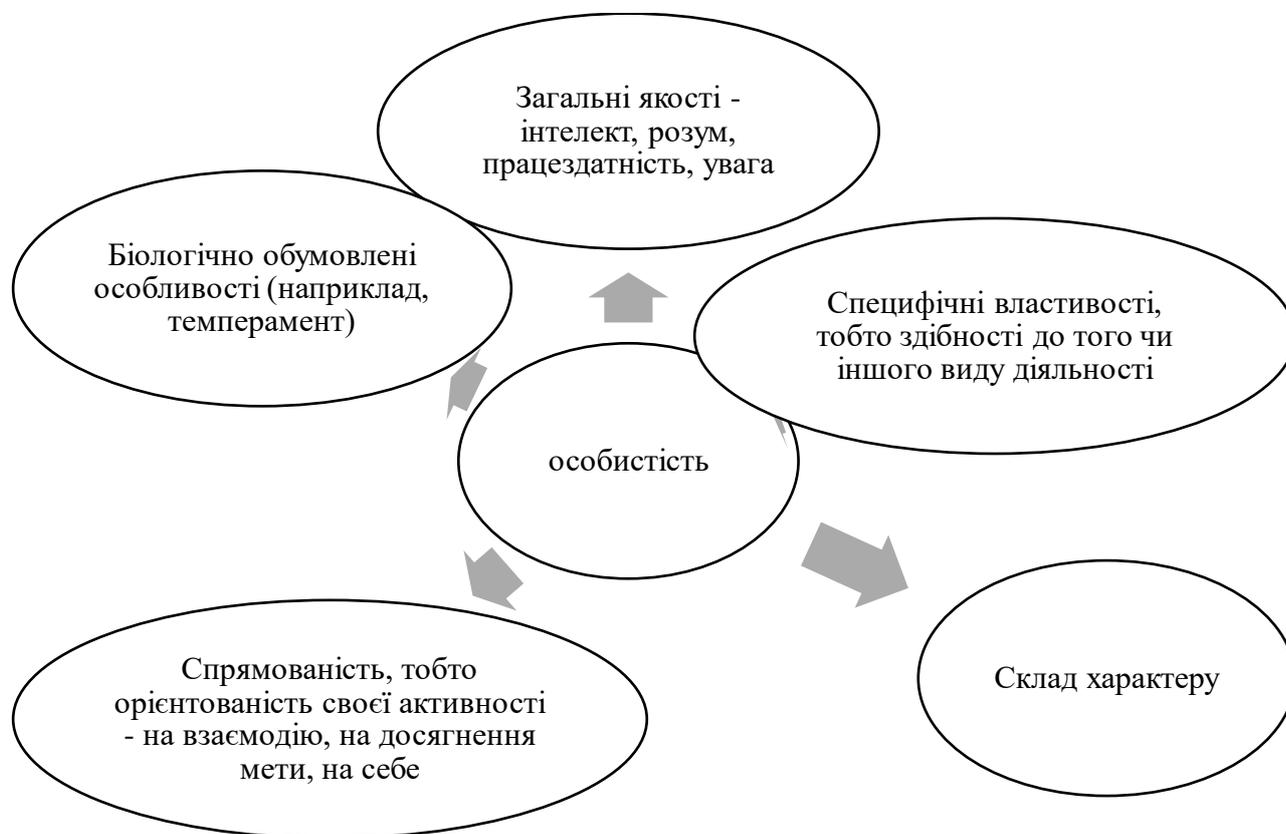 Загальні якості -
інтелект, розум,
працездатність, увага
Біологічно обумовлені
особливості (наприклад,
темперамент)
Специфічні властивості,
тобто здібності до того чи
іншого виду діяльності
особистість
Спрямованість, тобто
орієнтованість своєї активності
- на взаємодію, на досягнення
мети, на себе
Склад характеру